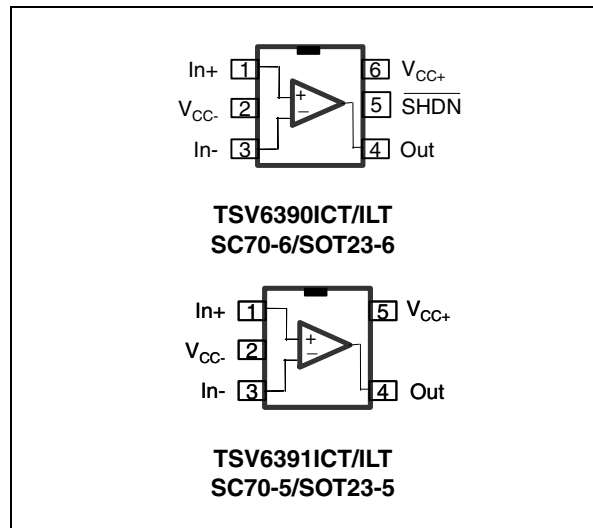 In+ 1 6 VCC+
VCC- 2 5 SHDN
In- 3 4 Out
+
−
TSV6390ICT/ILT
SC70-6/SOT23-6
In+ 1 5 VCC+
VCC- 2
In- 3 4 Out
+
−
TSV6391ICT/ILT
SC70-5/SOT23-5